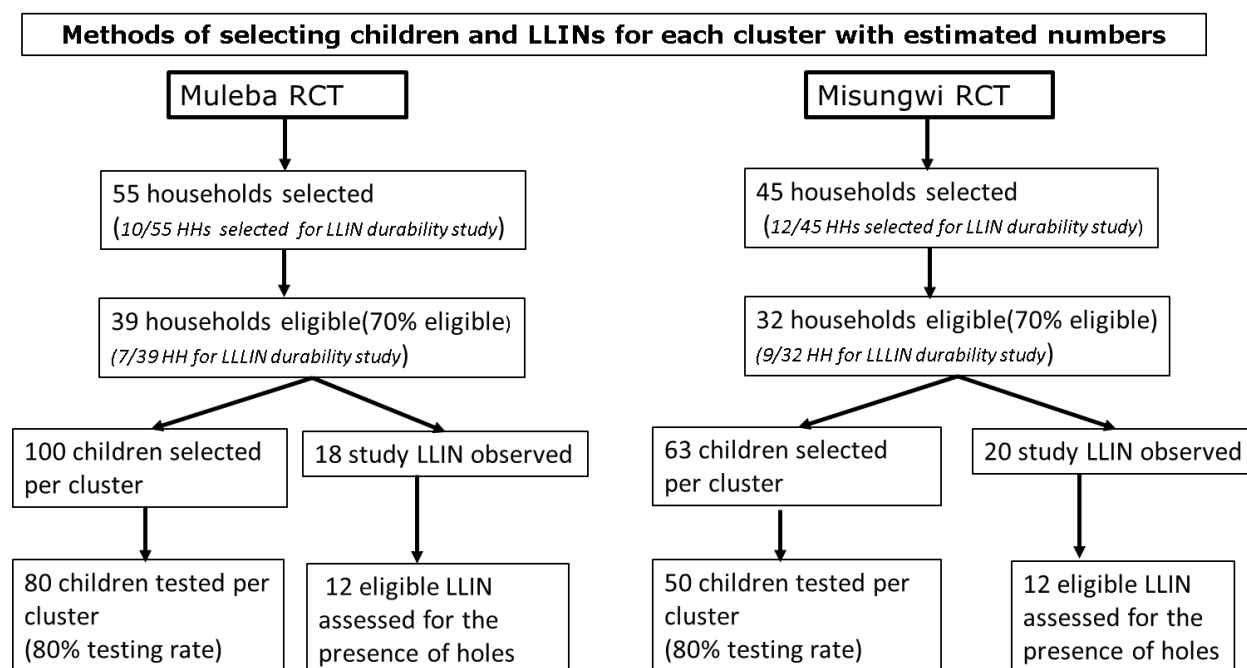 Methods of selecting children and LLINs for each cluster with estimated numbers
Muleba RCT
55 households selected
(10/55 HHs selected for LLIN durability study)
39 households eligible(70% eligible)
(7/39 HH for LLLIN durability study)
100 children selected
per cluster
18 study LLIN observed
80 children tested per
cluster
(80% testing rate)
12 eligible LLIN
assessed for the
presence of holes
Misungwi RCT
45 households selected
(12/45 HHs selected for LLIN durability study)
32 households eligible(70% eligible)
(9/32 HH for LLLIN durability study)
63 children selected
per cluster
20 study LLIN observed
50 children tested per
cluster
(80% testing rate)
12 eligible LLIN
assessed for the
presence of holes